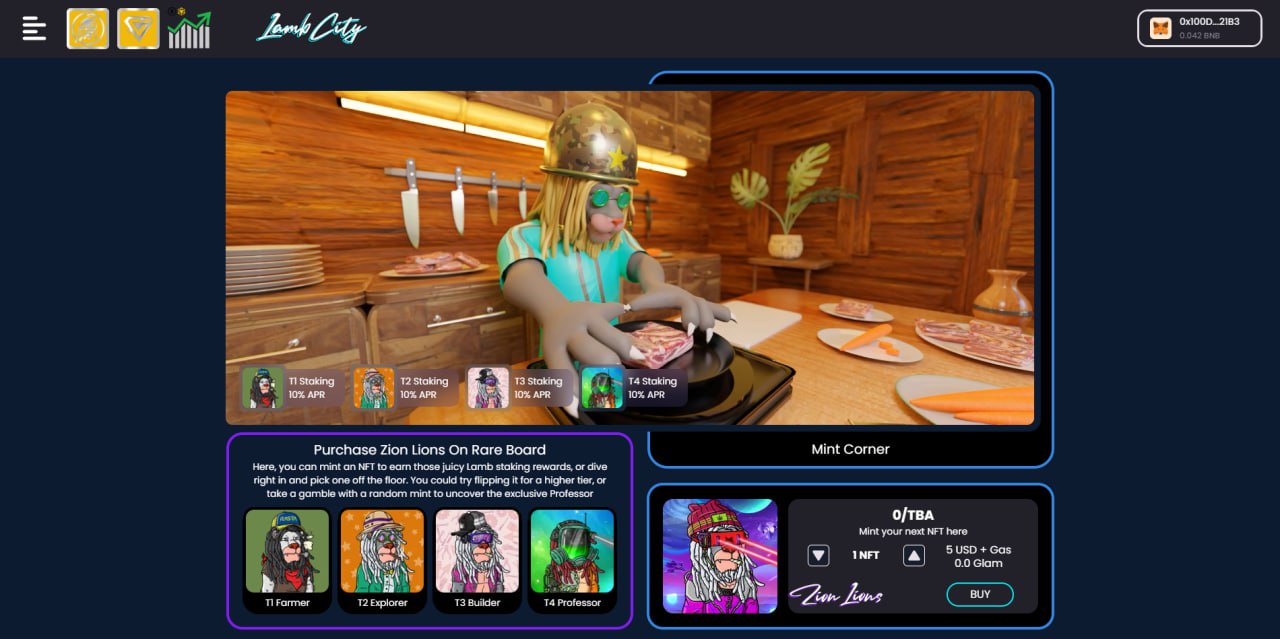 Lamb City
0x100D...21B3
0.042 BNB
T1 Staking
10% APR
T2 Staking
10% APR
T3 Staking
10% APR
T4 Staking
10% APR
Purchase Zion Lions On Rare Board
Here, you can mint an NFT to earn those juicy Lamb staking rewards, or dive
right in and pick one off the floor. You could try flipping it for a higher tier, or
take a gamble with a random mint to uncover the exclusive Professor
T1 Farmer
T2 Explorer
T3 Builder
T4 Professor
Mint Corner
0/TBA
Mint your next NFT here
1 NFT
5 USD + Gas
0.0 Glam
Zion Lions
BUY